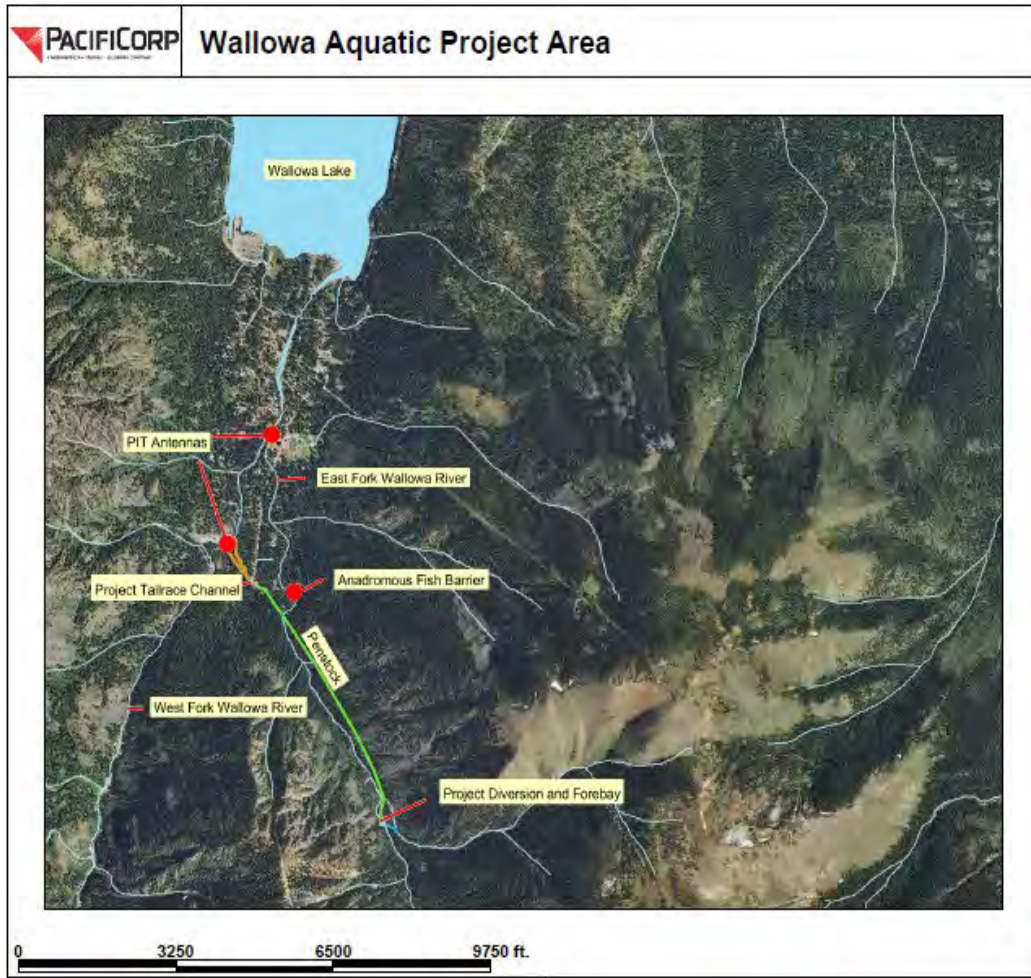 PACIFICORP
Wallowa Aquatic Project Area
Wallowa Lake
PIT Antennas
East Fork Wallowa River
Project Tailrace Channel
Anadromous Fish Barrier
Penstock
West Fork Wallowa River
Project Diversion and Forebay
0 3250 6500 9750 ft.